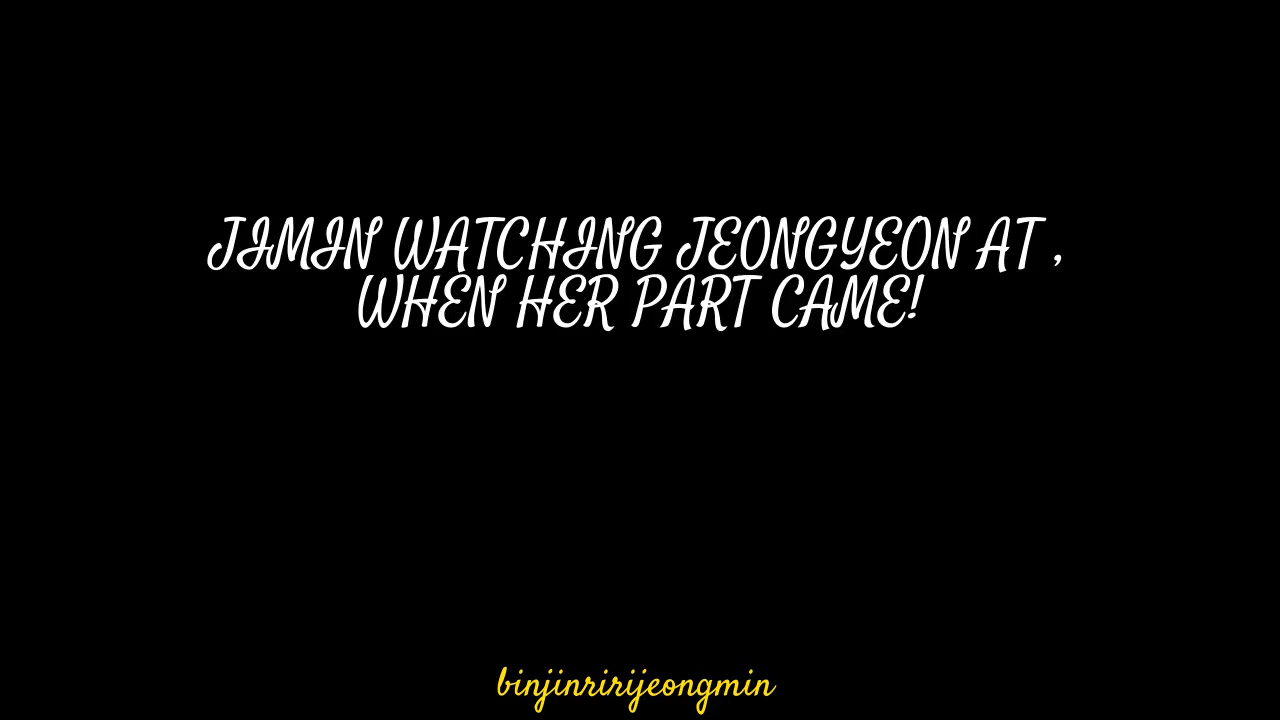 JIMIN WATCHING JEONGYEON AT ,
WHEN HER PART CAME!
binjinririjeongmin